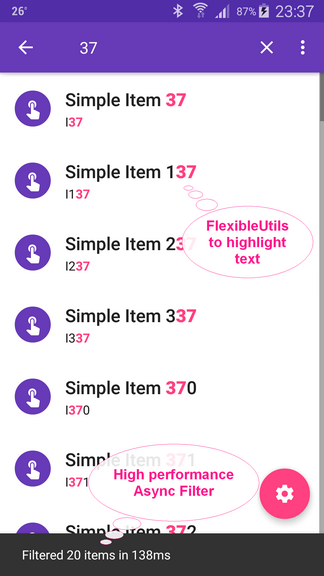 26°
87%
23:37
37
Simple Item 37
I37
Simple Item 137
I137
FlexibleUtils
to highlight
text
Simple Item 237
I237
Simple Item 337
I337
Simple Item 370
I370
Simple Item 371
I371
High performance
Async Filter
Simple Item 372
Filtered 20 items in 138ms